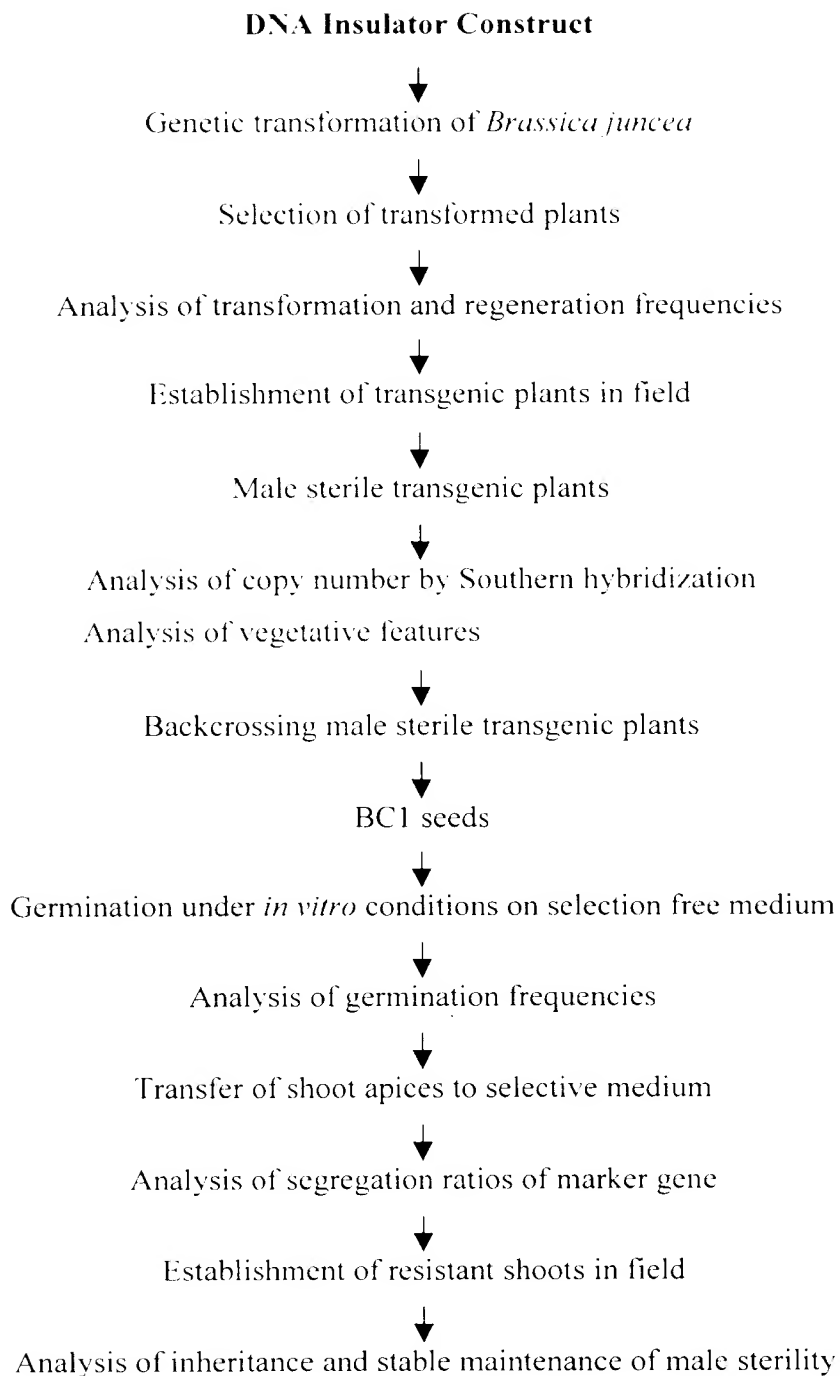 DNA Insulator Construct
Genetic transformation of Brassica juncea
Selection of transformed plants
Analysis of transformation and regeneration frequencies
Establishment of transgenic plants in field
Male sterile transgenic plants
Analysis of copy number by Southern hybridization
Analysis of vegetative features
Backcrossing male sterile transgenic plants
BC1 seeds
Germination under in vitro conditions on selection free medium
Analysis of germination frequencies
Transfer of shoot apices to selective medium
Analysis of segregation ratios of marker gene
Establishment of resistant shoots in field
Analysis of inheritance and stable maintenance of male sterility